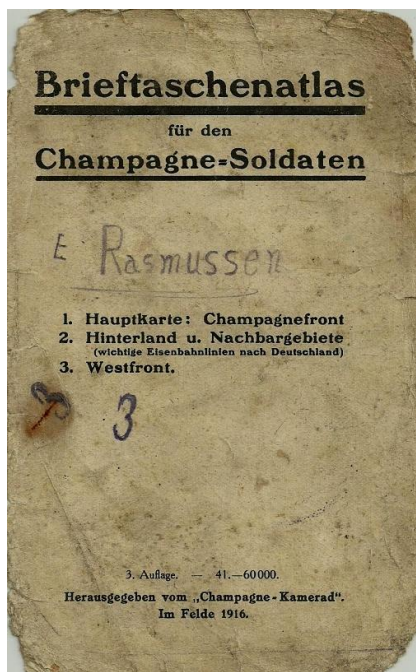 Brieftaschenatlas
für den
Champagne=Soldaten
E Rasmussen
1. Hauptkarte: Champagnefront
2. Hinterland u. Nachbargebiete
(wichtige Eisenbahnlinien nach Deutschland)
3. Westfront.
3
3
3. Auflage. — 41.—60000.
Herausgegeben vom „Champagne-Kamerad“.
Im Felde 1916.